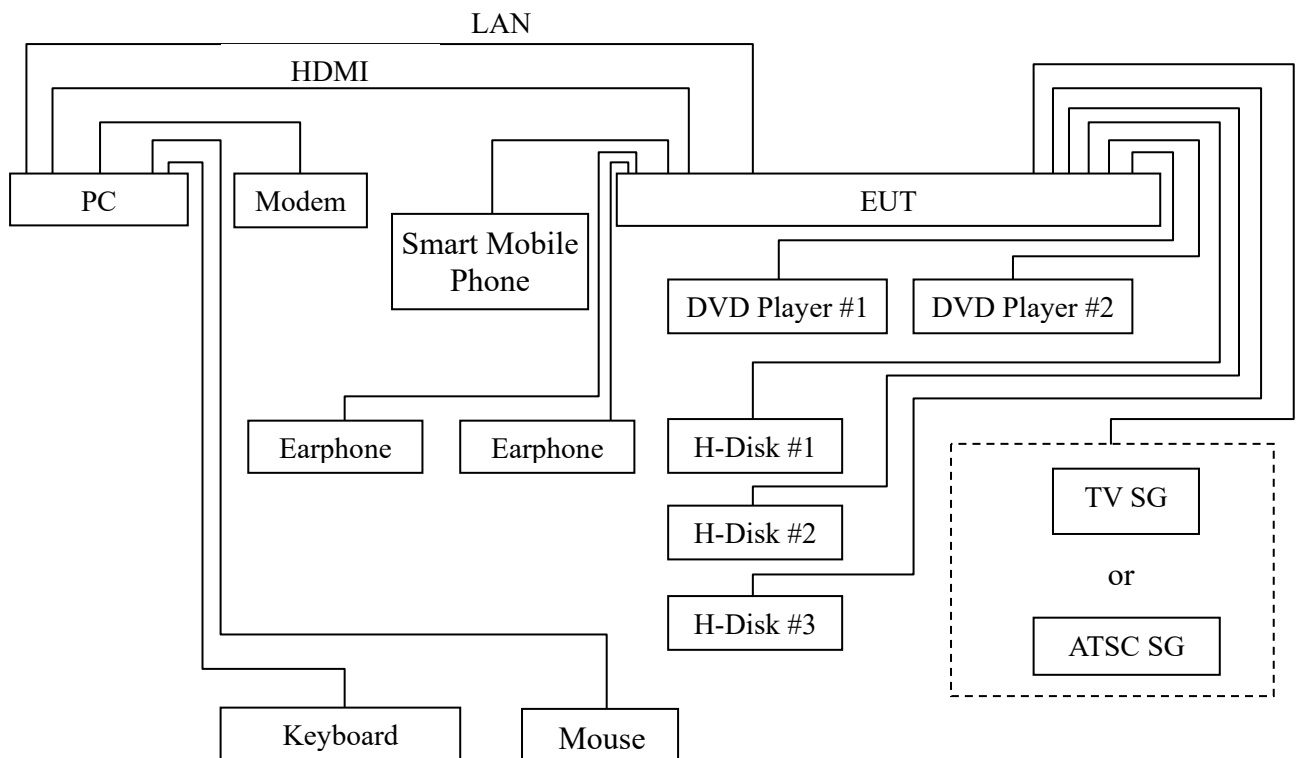 LAN
HDMI
PC
Modem
EUT
Smart Mobile
Phone
DVD Player #1
DVD Player #2
Earphone
Earphone
H-Disk #1
H-Disk #2
H-Disk #3
TV SG
or
ATSC SG
Keyboard
Mouse